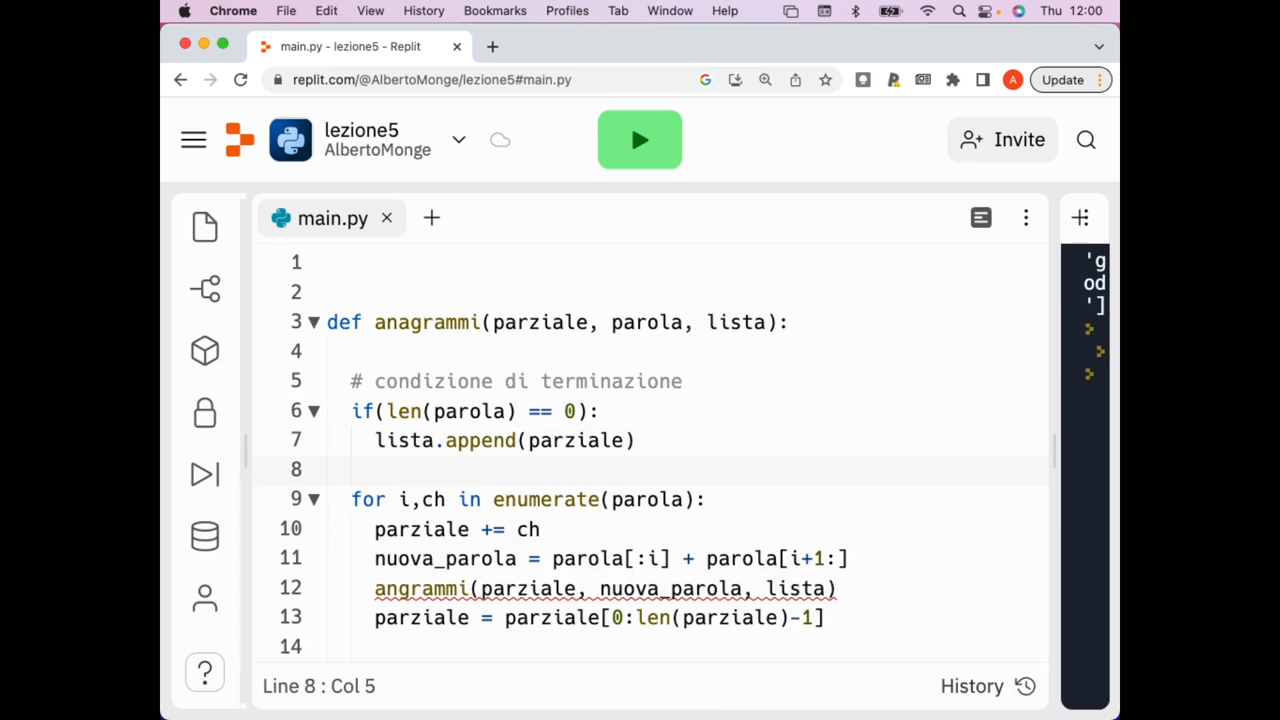 Chrome File Edit View History Bookmarks Profiles Tab Window Help Thu 12:00
main.py - lezione5 - Replit
replit.com/@AlbertoMonge/lezione5#main.py A Update
lezione5
AlbertoMonge
Invite
main.py
1
2
3 def anagrammi(parziale, parola, lista):
4
5 # condizione di terminazione
6 if(len(parola) == 0):
7 lista.append(parziale)
8
9 for i,ch in enumerate(parola):
10 parziale += ch
11 nuova_parola = parola[:i] + parola[i+1:]
12 angrammi(parziale, nuova_parola, lista)
13 parziale = parziale[0:len(parziale)-1]
14
'g
od
']
?
Line 8 : Col 5
History